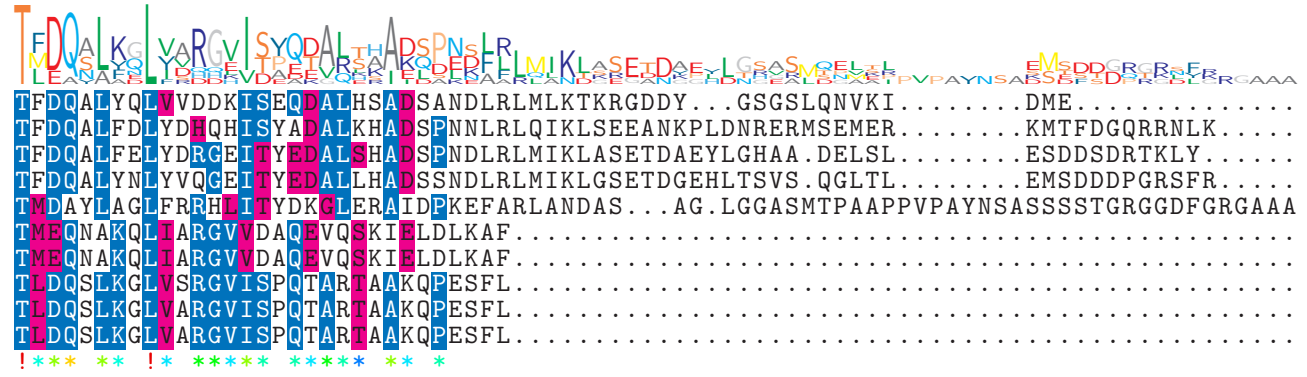 TFDQALYQLVVDDKISEQDALHSADSANDLRLMLKTKRGDDY...GSGSLQNVKI........DME..............
TFDQALFDLYDHQHISYADALKHADSPNNLRLQIKLSEEANKPLDNRERMSEMER........KMTFDGQRRNLK.....
TFDQALFELYDRGEITYEDALSHADSPNDLRLMIKLASETDAEYLGHAA.DELSL........ESDDSDRTKLY......
TFDQALYNLYVQGEITYEDALLHADSSNDLRLMIKLGSETDGEHLTSVS.QGLTL........EMSDDDPGRSFR.....
TMDAYLAGLFRRHLITYDKGLERAIDPKEFARLANDAS...AG.LGGASMTPAAPPVPAYNSASSSSTGRGGDFGRGAAA
TMEQNAKQLIARGVVDAQEVQSKIELDLKAF.................................................
TMEQNAKQLIARGVVDAQEVQSKIELDLKAF.................................................
TLDQSLKGLVSRGVISPQTARTAAKQPESFL.................................................
TLDQSLKGLVARGVISPQTARTAAKQPESFL.................................................
TLDQSLKGLVARGVISPQTARTAAKQPESFL.................................................
!*** ** !* ***** ***** ** *